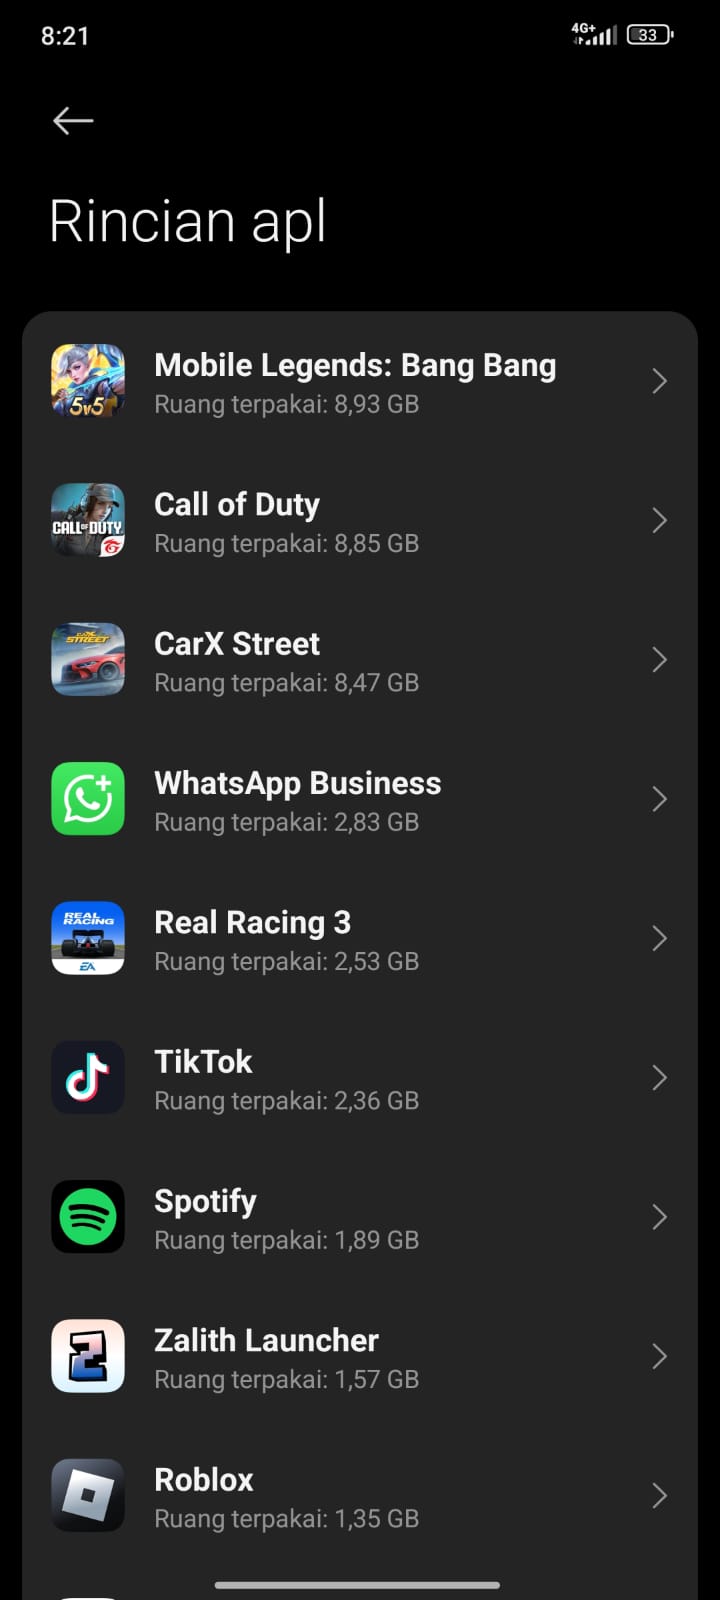 8:21
4G+
33
Rincian apl
5v5
Mobile Legends: Bang Bang
Ruang terpakai: 8,93 GB
CALL OF DUTY
Call of Duty
Ruang terpakai: 8,85 GB
CarX
STREET
CarX Street
Ruang terpakai: 8,47 GB
WhatsApp Business
Ruang terpakai: 2,83 GB
REAL
RACING
EA
Real Racing 3
Ruang terpakai: 2,53 GB
TikTok
Ruang terpakai: 2,36 GB
Spotify
Ruang terpakai: 1,89 GB
Z
Zalith Launcher
Ruang terpakai: 1,57 GB
Roblox
Ruang terpakai: 1,35 GB